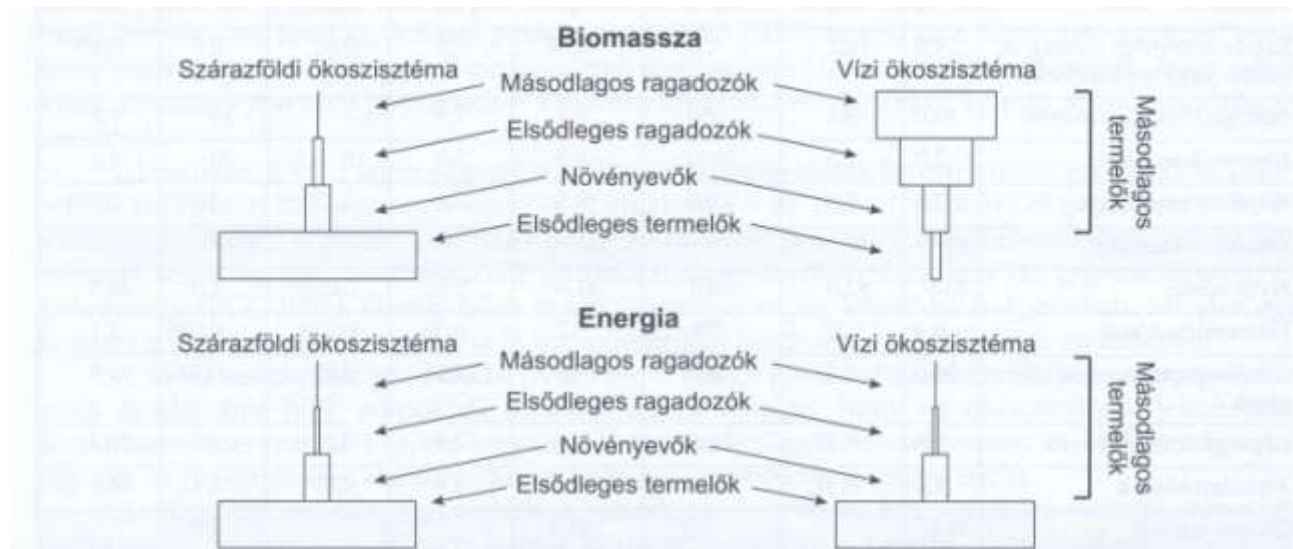 Biomassza
Szárazföldi ökoszisztéma
Vízi ökoszisztéma
Másodlagos ragadozók
Elsődleges ragadozók
Növényevők
Elsődleges termelők
Másodlagos
termelők
Energia
Szárazföldi ökoszisztéma
Vízi ökoszisztéma
Másodlagos ragadozók
Elsődleges ragadozók
Növényevők
Elsődleges termelők
Másodlagos
termelők